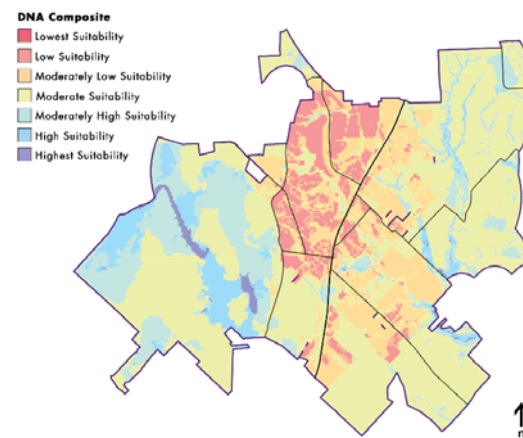 DNA Composite
Lowest Suitability
Low Suitability
Moderately Low Suitability
Moderate Suitability
Moderately High Suitability
High Suitability
Highest Suitability
n